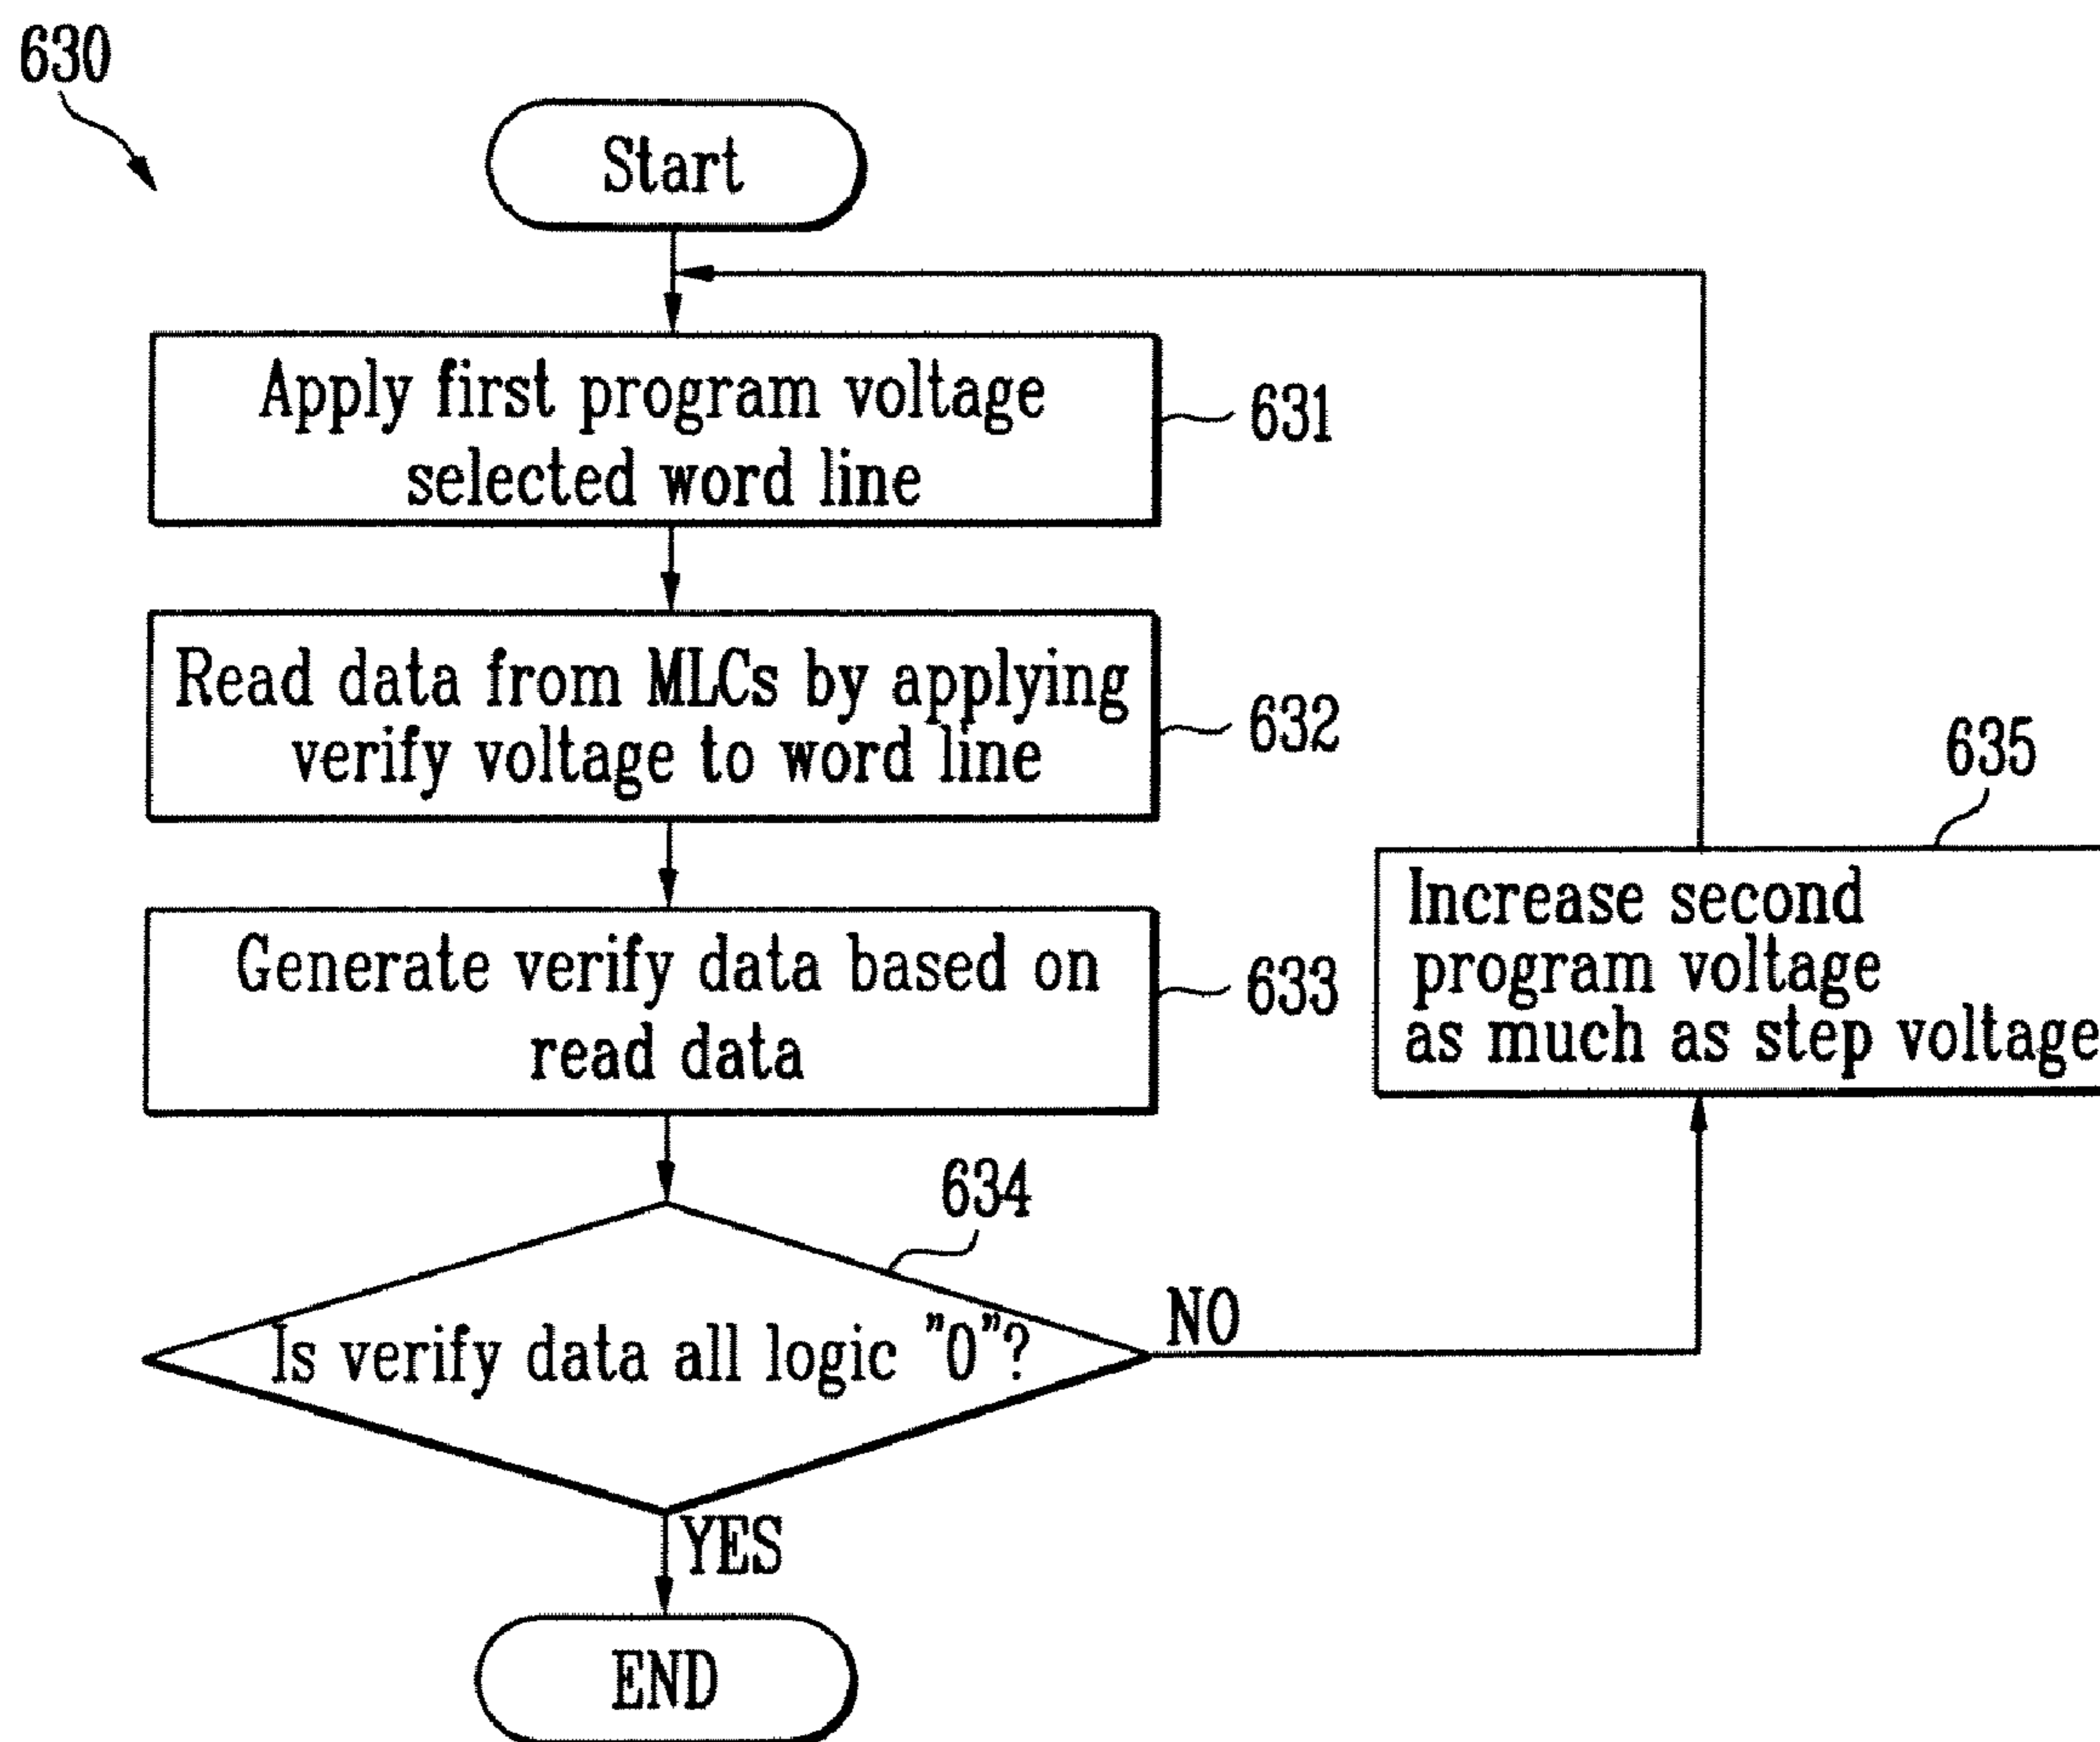 630
Start
Apply first program voltage
selected word line
631
Read data from MLCs by applying
verify voltage to word line
632
635
Increase second
program voltage
as much as step voltage
Generate verify data based on
read data
633
634
Is verify data all logic "0"?
NO
YES
END